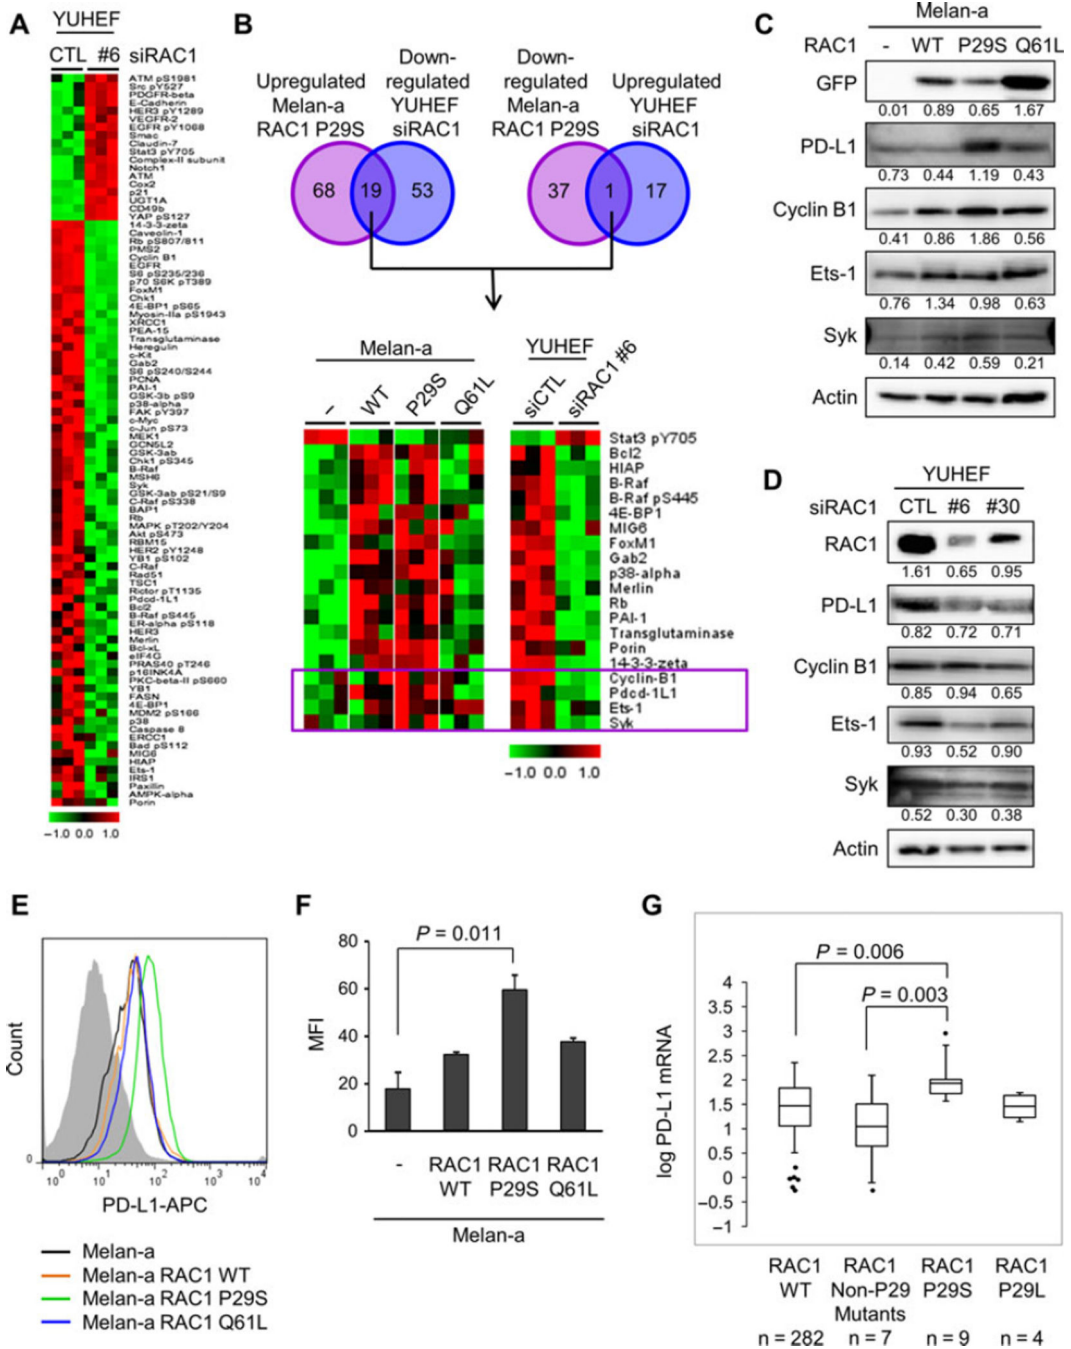 A
YUHEF
CTL #6 siRAC1
ATM pS1981
Src pY527
PDGFR-beta
E-Cadherin
HER3 pY1289
VEGFR-2
EGFR pY1068
Smac
Claudin-7
Stat3 pY705
Complex-II subunit
Notch1
ATM
Cox2
p21
UGT1A
CD49b
YAP pS127
14-3-3-zeta
Caveolin-1
Rb pS807/811
PMS2
Cyclin B1
EGFR
S6 pS235/236
p70 S6K pT389
FoxM1
Chk1
4E-BP1 pS65
Myosin-IIa pS1943
XRCC1
PEA-15
Transglutaminase
Heregulin
c-Kit
Gab2
S6 pS240/S244
PCNA
PAI-1
GSK-3b pS9
p38-alpha
FAK pY397
c-Myc
c-Jun pS73
MEK1
GCN5L2
GSK-3ab
Chk1 pS345
B-Raf
MSH6
Syk
GSK-3ab pS21/S9
C-Raf pS338
BAP1
Rb
MAPK pT202/Y204
Akt pS473
RBM15
HER2 pY1248
YB1 pS102
C-Raf
Rad51
TSC1
Rictor pT1135
Pdcd-1L1
Bcl2
B-Raf pS445
ER-alpha pS118
HER3
Merlin
Bcl-xL
eIF4G
PRAS40 pT246
p16INK4A
PKC-beta-II pS660
YB1
FASN
4E-BP1
MDM2 pS166
p38
Caspase 8
ERCC1
Bad pS112
MIG6
HIAP
Ets-1
IRS1
Paxillin
AMPK-alpha
Porin
−1.0 0.0 1.0
B
Upregulated
Melan-a
RAC1 P29S
Down-
regulated
YUHEF
siRAC1
Down-
regulated
Melan-a
RAC1 P29S
Upregulated
YUHEF
siRAC1
68 19 53
37 1 17
Melan-a
YUHEF
– WT P29S Q61L siCTL siRAC1 #6
Stat3 pY705
Bcl2
HIAP
B-Raf
B-Raf pS445
4E-BP1
MIG6
FoxM1
Gab2
p38-alpha
Merlin
Rb
PAI-1
Transglutaminase
Porin
14-3-3-zeta
Cyclin-B1
Pdcd-1L1
Ets-1
Syk
−1.0 0.0 1.0
C
Melan-a
RAC1 - WT P29S Q61L
GFP
0.01 0.89 0.65 1.67
PD-L1
0.73 0.44 1.19 0.43
Cyclin B1
0.41 0.86 1.86 0.56
Ets-1
0.76 1.34 0.98 0.63
Syk
0.14 0.42 0.59 0.21
Actin
D
YUHEF
siRAC1 CTL #6 #30
RAC1
1.61 0.65 0.95
PD-L1
0.82 0.72 0.71
Cyclin B1
0.85 0.94 0.65
Ets-1
0.93 0.52 0.90
Syk
0.52 0.30 0.38
Actin
E
Count
0
10^0 10^1 10^2 10^3 10^4
PD-L1-APC
Melan-a
Melan-a RAC1 WT
Melan-a RAC1 P29S
Melan-a RAC1 Q61L
F
P = 0.011
MFI
80
60
40
20
0
- RAC1 RAC1 RAC1
WT P29S Q61L
Melan-a
G
P = 0.006
P = 0.003
log PD-L1 mRNA
4
3
3
2.5
2
1.5
1
0.5
0
−0.5
−1
RAC1 RAC1 RAC1 RAC1
WT Non-P29 P29S P29L
Mutants
n = 282 n = 7 n = 9 n = 4